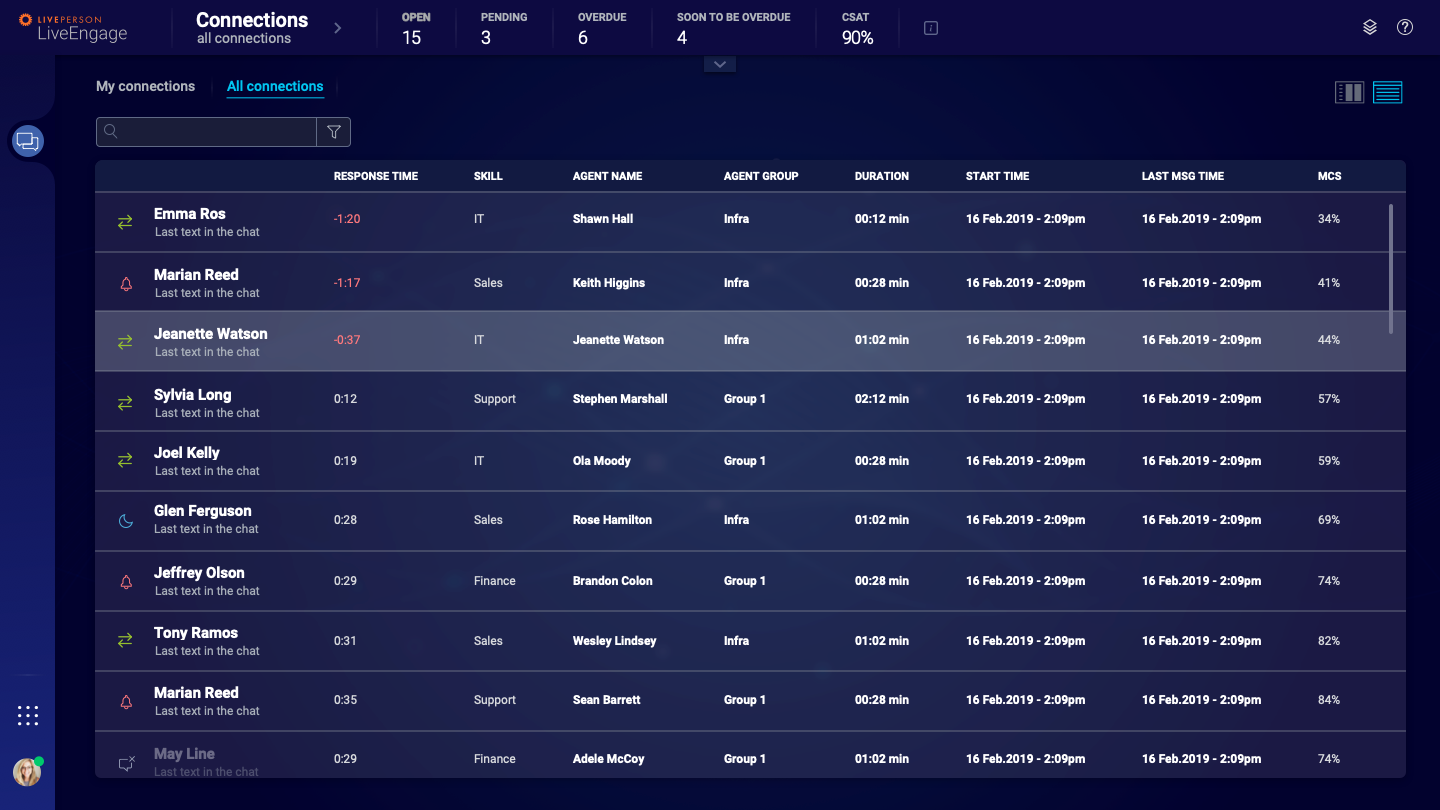 LIVEPERSON
LiveEngage
Connections
all connections
OPEN
15
PENDING
3
OVERDUE
6
SOON TO BE OVERDUE
4
CSAT
90%
i
?
My connections
All connections
RESPONSE TIME SKILL AGENT NAME AGENT GROUP DURATION START TIME LAST MSG TIME MCS
Emma Ros -1:20 IT Shawn Hall Infra 00:12 min 16 Feb.2019 - 2:09pm 16 Feb.2019 - 2:09pm 34%
Last text in the chat
Marian Reed -1:17 Sales Keith Higgins Infra 00:28 min 16 Feb.2019 - 2:09pm 16 Feb.2019 - 2:09pm 41%
Last text in the chat
Jeanette Watson -0:37 IT Jeanette Watson Infra 01:02 min 16 Feb.2019 - 2:09pm 16 Feb.2019 - 2:09pm 44%
Last text in the chat
Sylvia Long 0:12 Support Stephen Marshall Group 1 02:12 min 16 Feb.2019 - 2:09pm 16 Feb.2019 - 2:09pm 57%
Last text in the chat
Joel Kelly 0:19 IT Ola Moody Group 1 00:28 min 16 Feb.2019 - 2:09pm 16 Feb.2019 - 2:09pm 59%
Last text in the chat
Glen Ferguson 0:28 Sales Rose Hamilton Infra 01:02 min 16 Feb.2019 - 2:09pm 16 Feb.2019 - 2:09pm 69%
Last text in the chat
Jeffrey Olson 0:29 Finance Brandon Colon Group 1 00:28 min 16 Feb.2019 - 2:09pm 16 Feb.2019 - 2:09pm 74%
Last text in the chat
Tony Ramos 0:31 Sales Wesley Lindsey Infra 01:02 min 16 Feb.2019 - 2:09pm 16 Feb.2019 - 2:09pm 82%
Last text in the chat
Marian Reed 0:35 Support Sean Barrett Group 1 00:28 min 16 Feb.2019 - 2:09pm 16 Feb.2019 - 2:09pm 84%
Last text in the chat
May Line 0:29 Finance Adele McCoy Group 1 01:02 min 16 Feb.2019 - 2:09pm 16 Feb.2019 - 2:09pm 74%
Last text in the chat